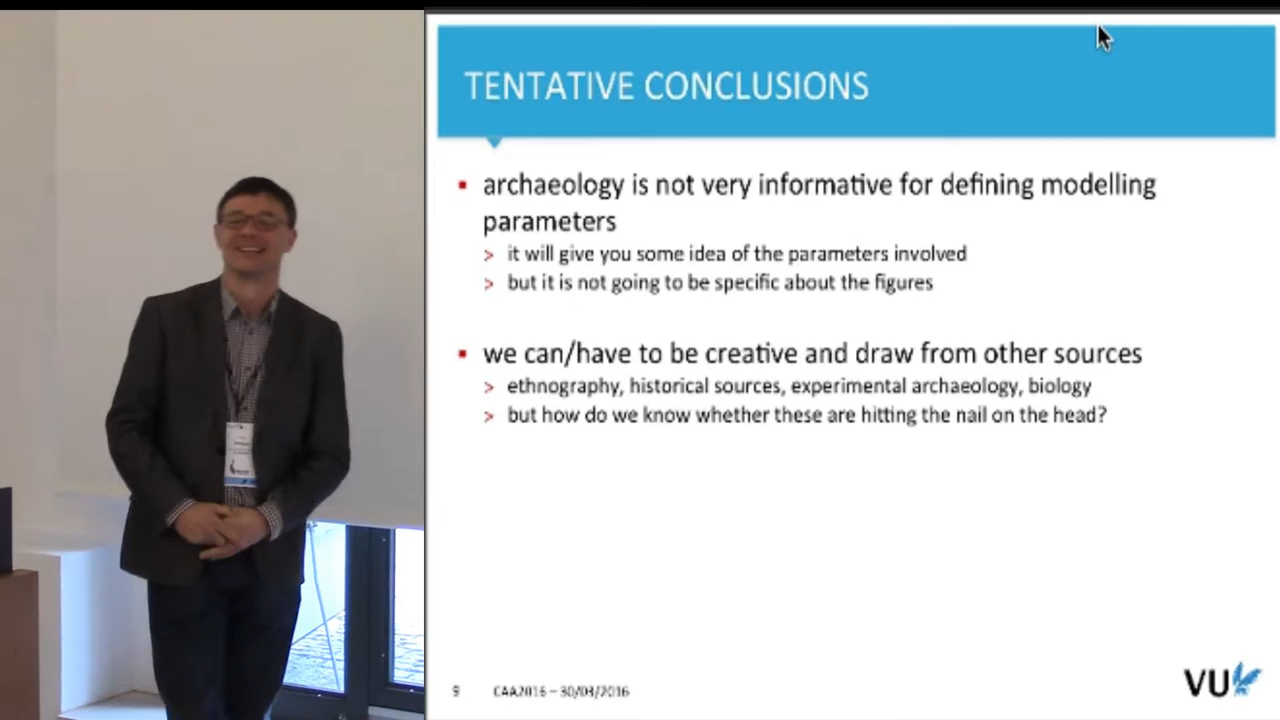 TENTATIVE CONCLUSIONS
archaeology is not very informative for defining modelling
parameters
> it will give you some idea of the parameters involved
> but it is not going to be specific about the figures
we can/have to be creative and draw from other sources
> ethnography, historical sources, experimental archaeology, biology
> but how do we know whether these are hitting the nail on the head?
9 CAA2016 – 30/03/2016
VU